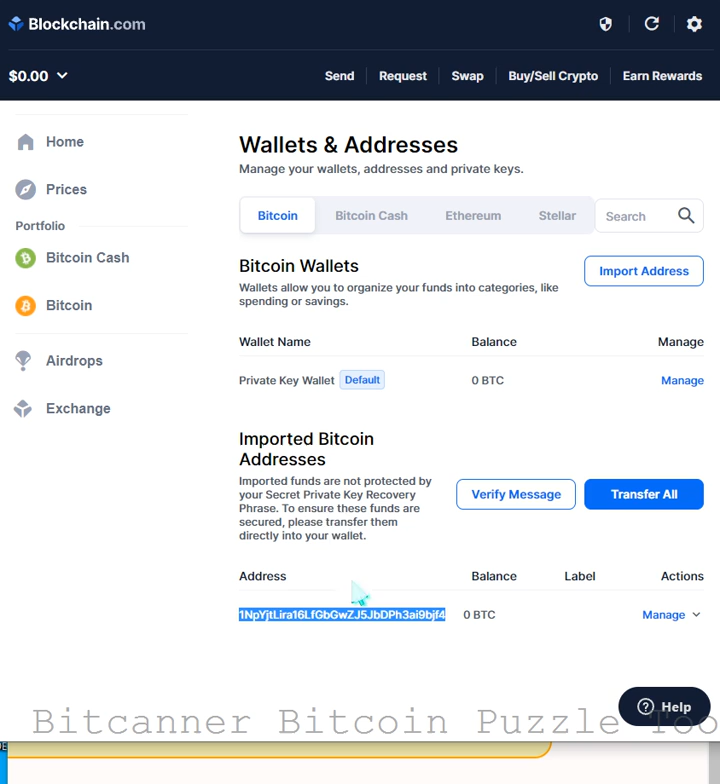 Blockchain.com
$0.00
Send Request Swap Buy/Sell Crypto Earn Rewards
Home
Prices
Portfolio
Bitcoin Cash
Bitcoin
Airdrops
Exchange
Wallets & Addresses
Manage your wallets, addresses and private keys.
Bitcoin Bitcoin Cash Ethereum Stellar Search
Bitcoin Wallets
Import Address
Wallets allow you to organize your funds into categories, like
spending or savings.
Wallet Name Balance Manage
Private Key Wallet Default 0 BTC Manage
Imported Bitcoin
Addresses
Imported funds are not protected by
your Secret Private Key Recovery
Phrase. To ensure these funds are
secured, please transfer them
directly into your wallet.
Verify Message Transfer All
Address Balance Label Actions
1NpYjtLira16LfGbGwZJ5JbDPh3ai9bjf4 0 BTC Manage
Help
Bitcanner Bitcoin Puzzle Too